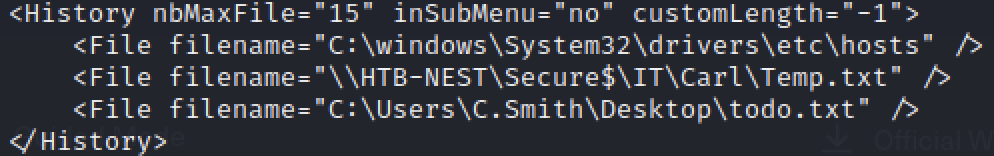 <History nbMaxFile="15" inSubMenu="no" customLength="-1">
    <File filename="C:\windows\System32\drivers\etc\hosts" />
    <File filename="\\HTB-NEST\Secure$\IT\Carl\Temp.txt" />
    <File filename="C:\Users\C.Smith\Desktop\todo.txt" />
</History>
Official W